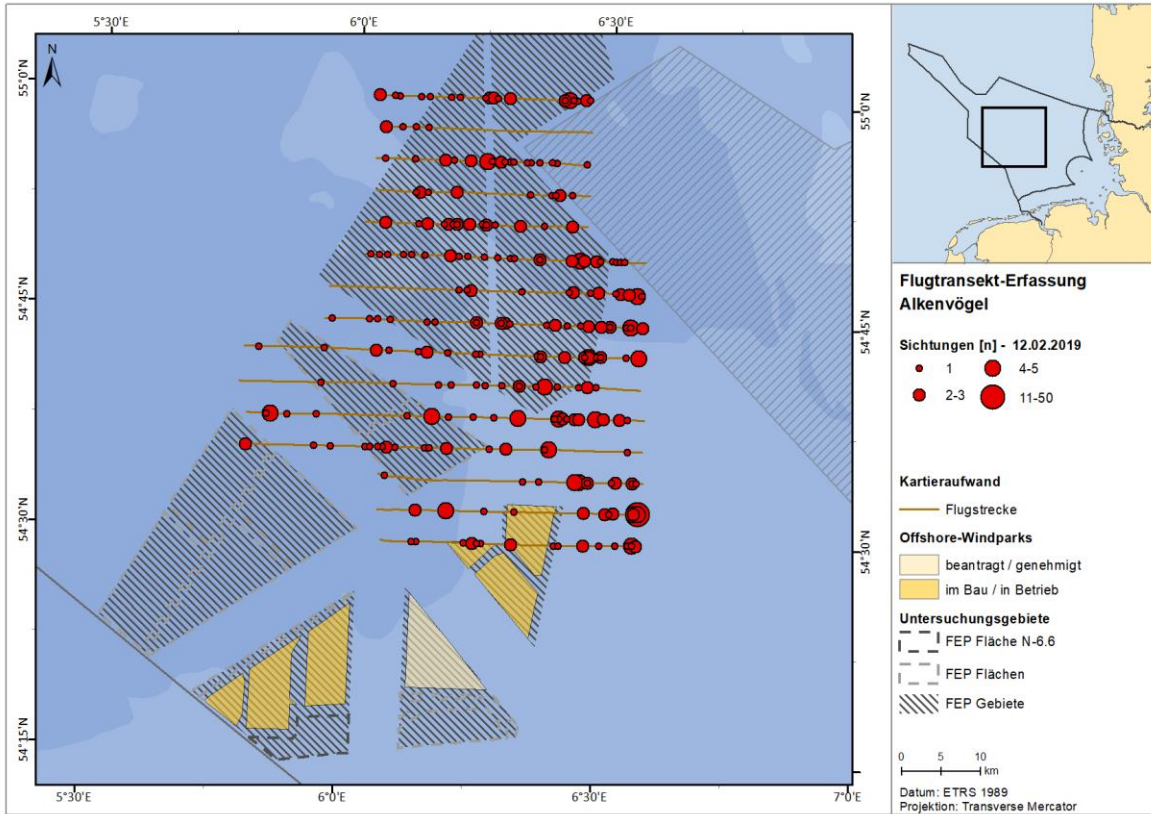 5°30'E 6°0'E 6°30'E
N
55°0'N
55°0'N
54°45'N
54°45'N
54°30'N
54°30'N
54°15'N
5°30'E 6°0'E 6°30'E 7°0'E
Flugtransekt-Erfassung
Alkenvögel
Sichtungen [n] - 12.02.2019
1 4-5
2-3 11-50
Kartieraufwand
Flugstrecke
Offshore-Windparks
beantragt / genehmigt
im Bau / in Betrieb
Untersuchungsgebiete
FEP Fläche N-6.6
FEP Flächen
FEP Gebiete
0 5 10
km
Datum: ETRS 1989
Projektion: Transverse Mercator